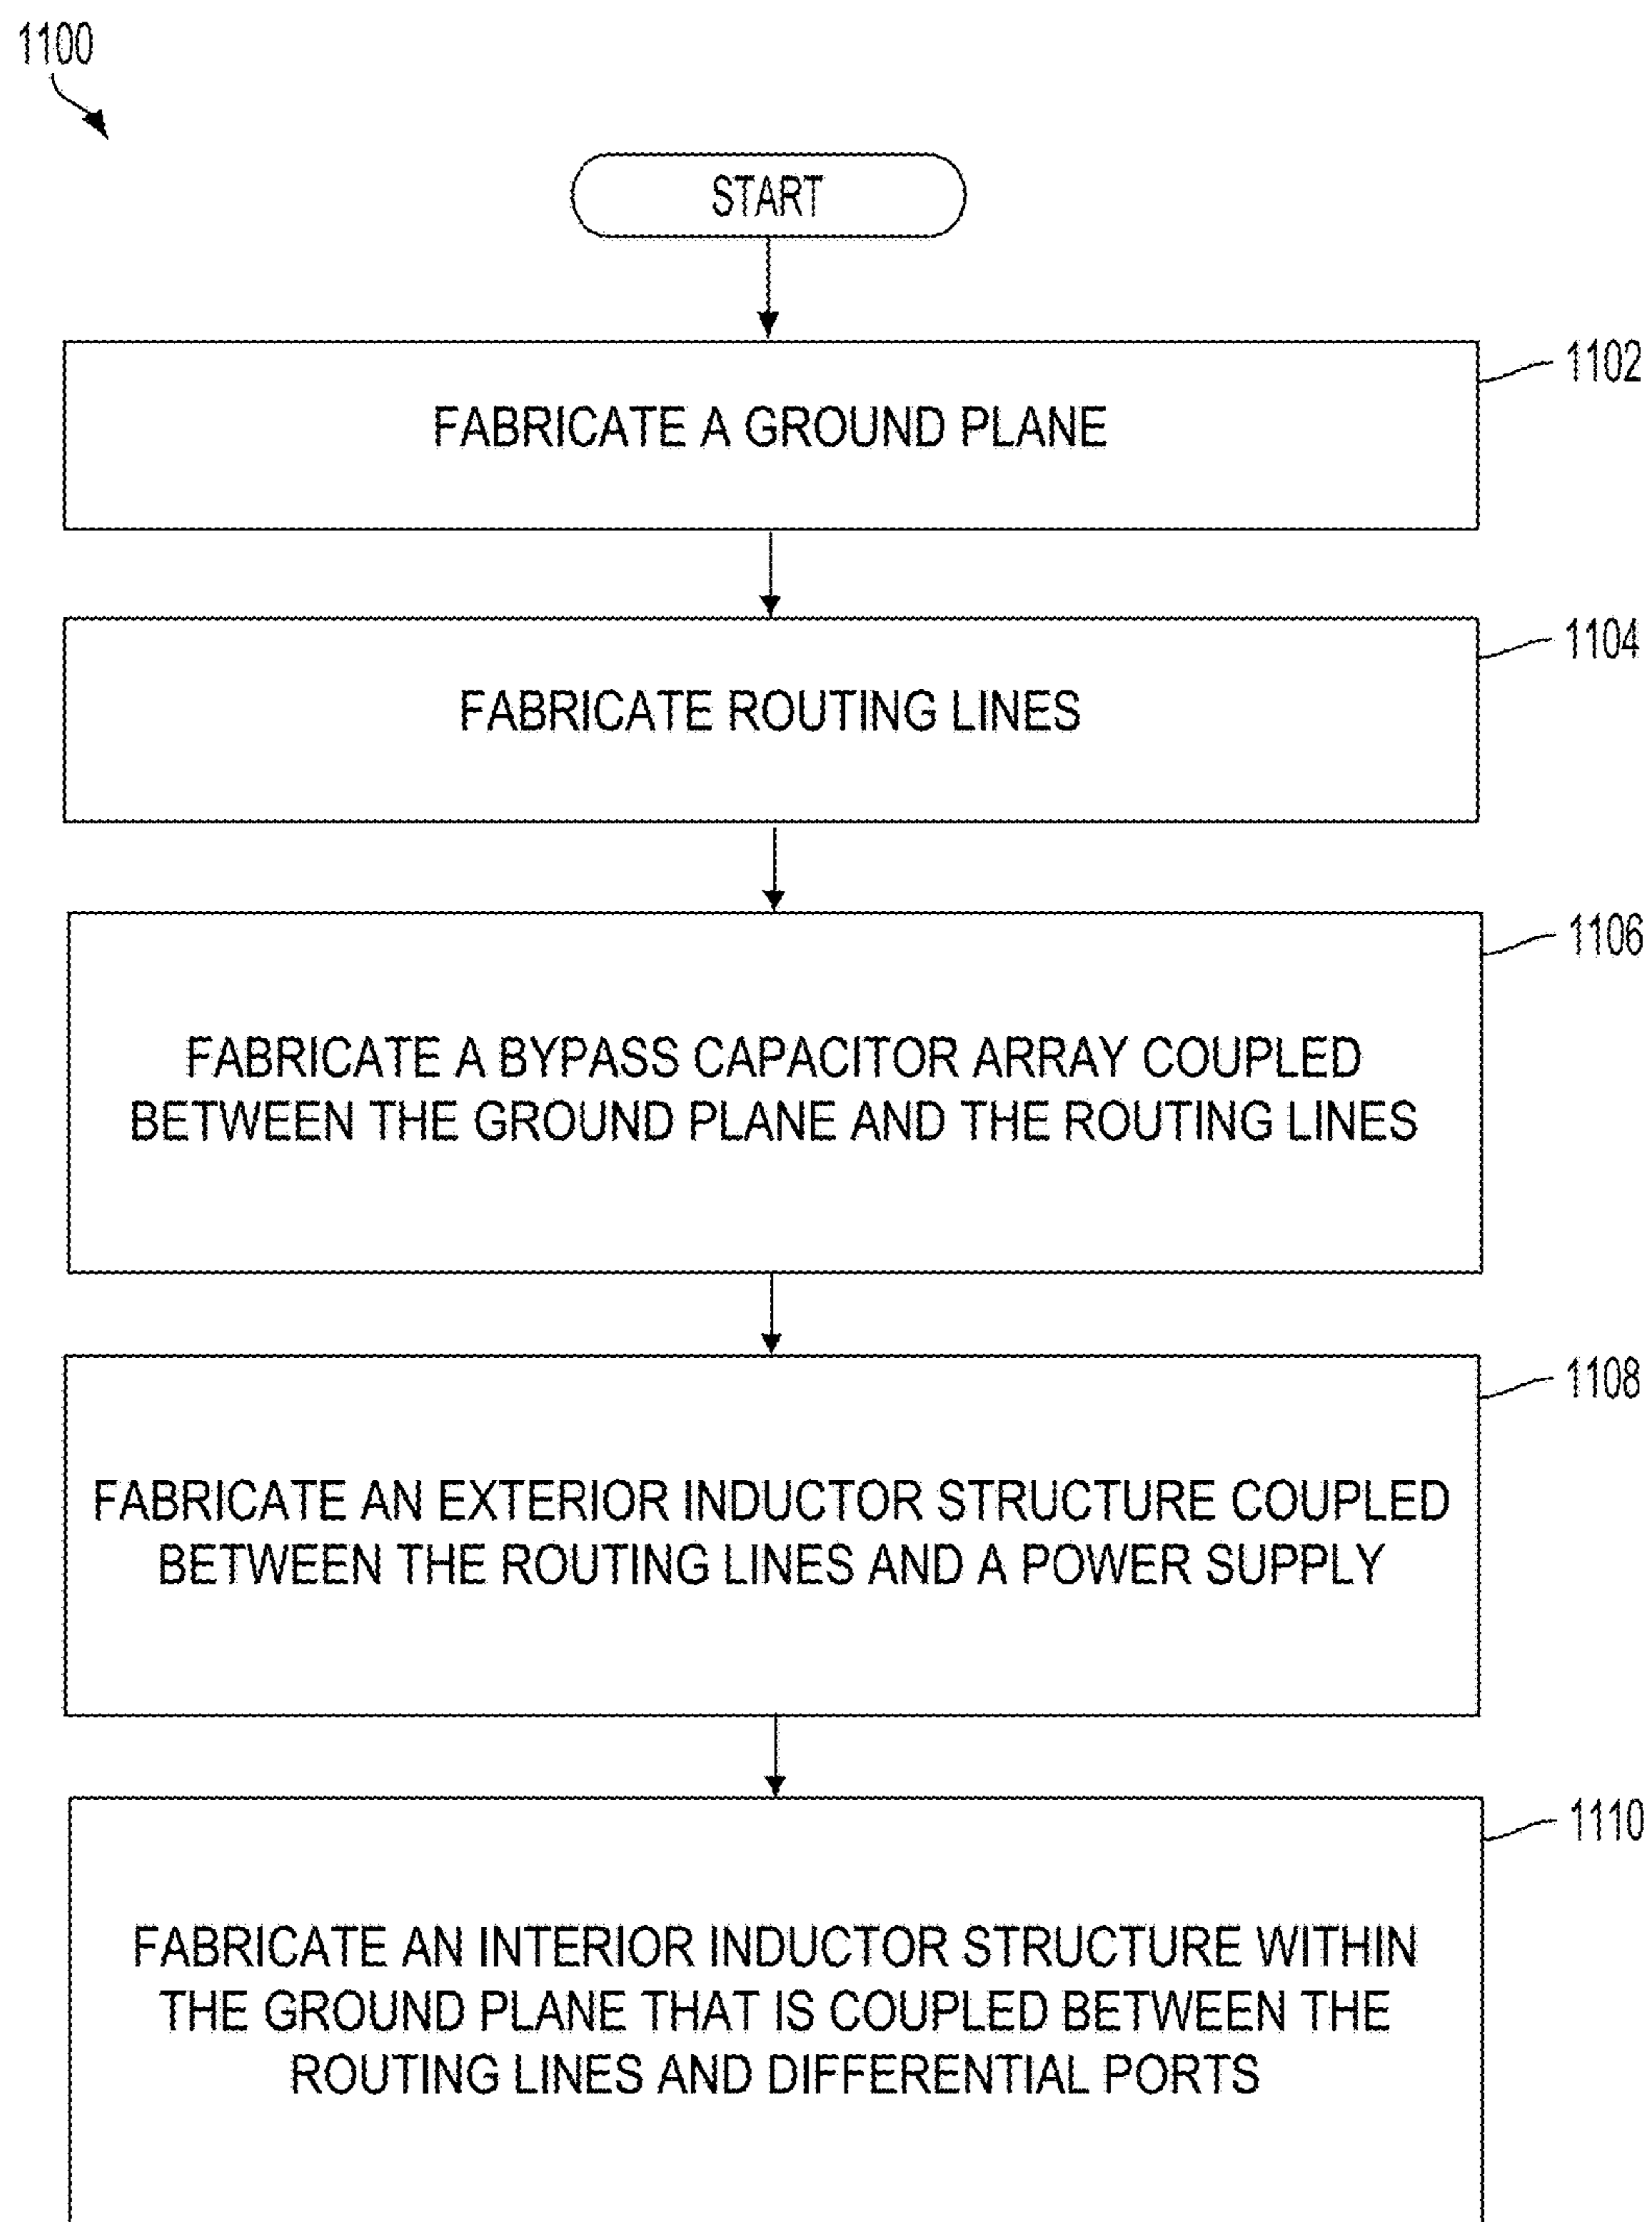 1100
START
1102
FABRICATE A GROUND PLANE
1104
FABRICATE ROUTING LINES
1106
FABRICATE A BYPASS CAPACITOR ARRAY COUPLED
BETWEEN THE GROUND PLANE AND THE ROUTING LINES
1108
FABRICATE AN EXTERIOR INDUCTOR STRUCTURE COUPLED
BETWEEN THE ROUTING LINES AND A POWER SUPPLY
1110
FABRICATE AN INTERIOR INDUCTOR STRUCTURE WITHIN
THE GROUND PLANE THAT IS COUPLED BETWEEN THE
ROUTING LINES AND DIFFERENTIAL PORTS